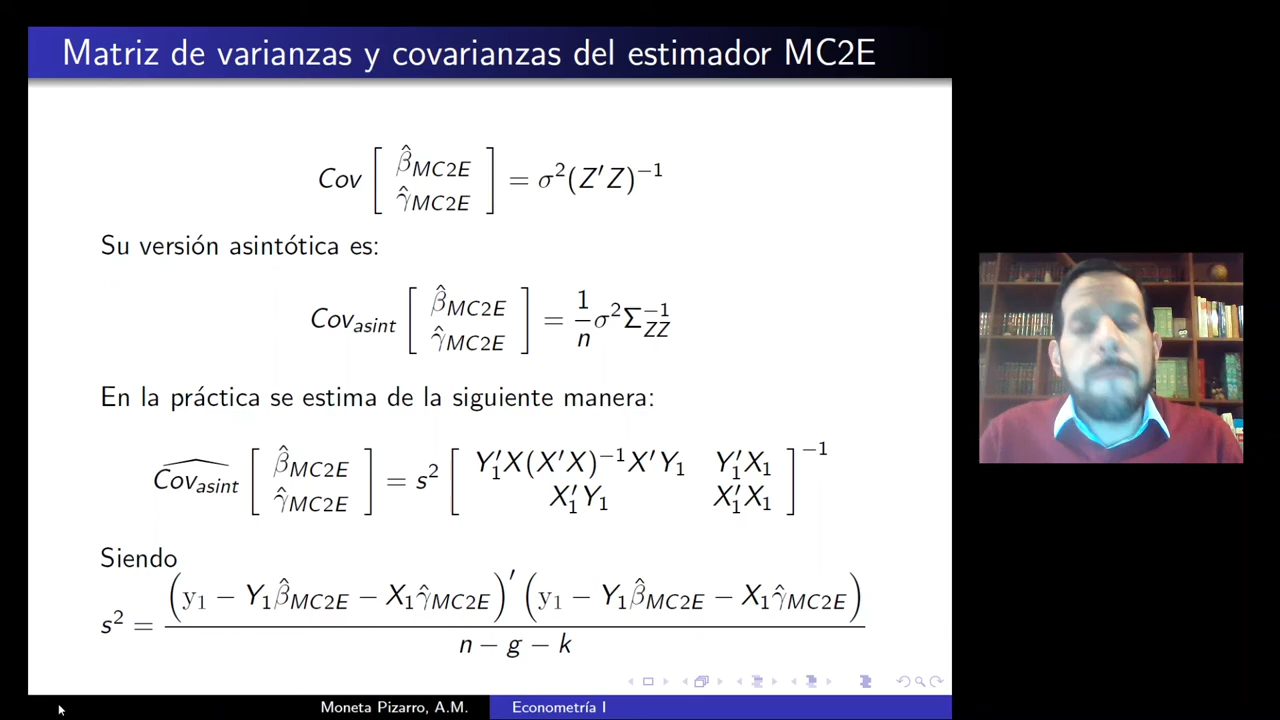 Matriz de varianzas y covarianzas del estimador MC2E
Cov [ β̂_MC2E ; γ̂_MC2E ] = σ²(Z′Z)⁻¹
Su versión asintótica es:
Cov_asint [ β̂_MC2E ; γ̂_MC2E ] = 1/n σ²Σ_ZZ⁻¹
En la práctica se estima de la siguiente manera:
Ĉov_asint [ β̂_MC2E ; γ̂_MC2E ] = s² [ Y₁′X(X′X)⁻¹X′Y₁  Y₁′X₁ ; X₁′Y₁  X₁′X₁ ]⁻¹
Siendo
s² = (y₁ − Y₁β̂_MC2E − X₁γ̂_MC2E)′ (y₁ − Y₁β̂_MC2E − X₁γ̂_MC2E) / n − g − k
Moneta Pizarro, A.M.
Econometría I